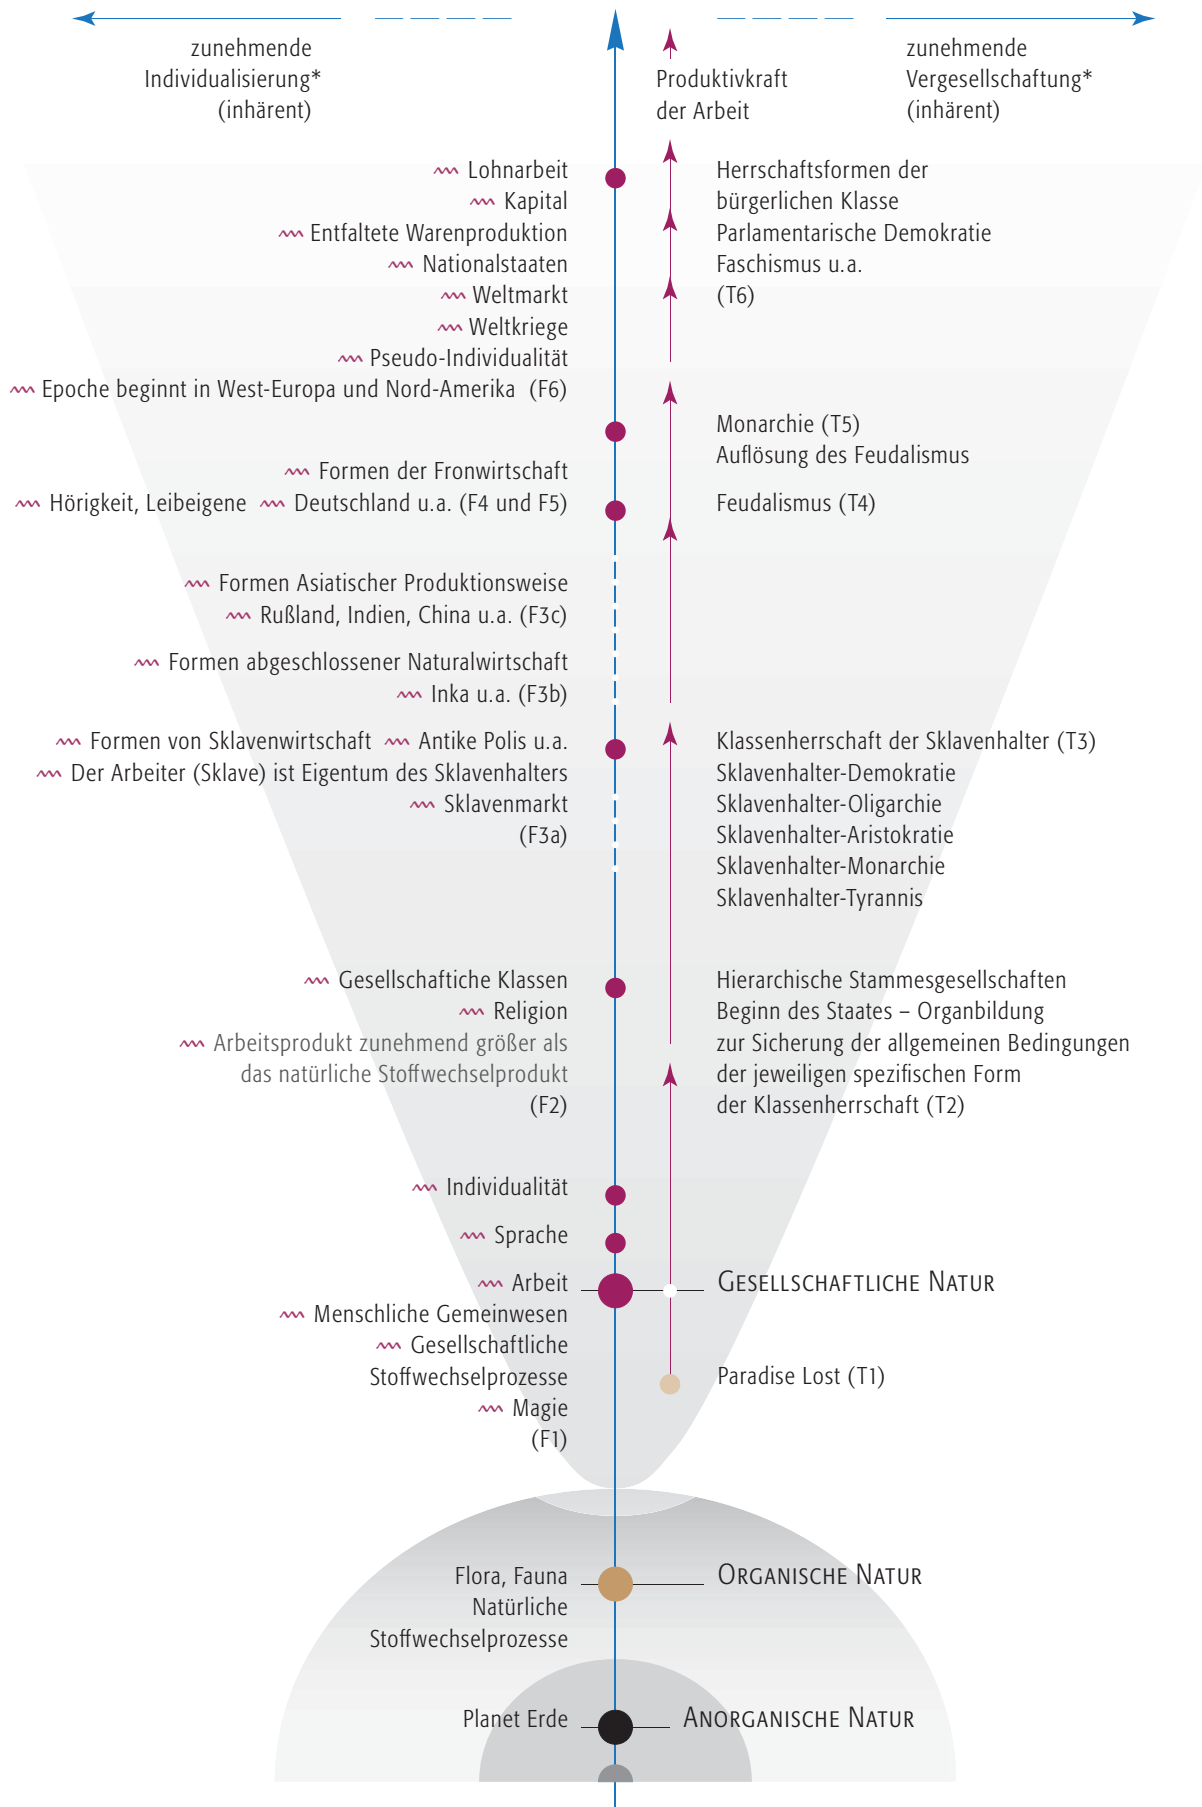 zunehmende
Individualisierung*
(inhärent)
Produktivkraft
der Arbeit
zunehmende
Vergesellschaftung*
(inhärent)
Lohnarbeit
Kapital
Entfaltete Warenproduktion
Nationalstaaten
Weltmarkt
Weltkriege
Pseudo-Individualität
Epoche beginnt in West-Europa und Nord-Amerika (F6)
Herrschaftsformen der
bürgerlichen Klasse
Parlamentarische Demokratie
Faschismus u.a.
(T6)
Monarchie (T5)
Auflösung des Feudalismus
Formen der Fronwirtschaft
Hörigkeit, Leibeigene Deutschland u.a. (F4 und F5)
Feudalismus (T4)
Formen Asiatischer Produktionsweise
Rußland, Indien, China u.a. (F3c)
Formen abgeschlossener Naturalwirtschaft
Inka u.a. (F3b)
Formen von Sklavenwirtschaft Antike Polis u.a.
Der Arbeiter (Sklave) ist Eigentum des Sklavenhalters
Sklavenmarkt
(F3a)
Klassenherrschaft der Sklavenhalter (T3)
Sklavenhalter-Demokratie
Sklavenhalter-Oligarchie
Sklavenhalter-Aristokratie
Sklavenhalter-Monarchie
Sklavenhalter-Tyrannis
Gesellschaftiche Klassen
Religion
Arbeitsprodukt zunehmend größer als
das natürliche Stoffwechselprodukt
(F2)
Hierarchische Stammesgesellschaften
Beginn des Staates – Organbildung
zur Sicherung der allgemeinen Bedingungen
der jeweiligen spezifischen Form
der Klassenherrschaft (T2)
Individualität
Sprache
Arbeit
Menschliche Gemeinwesen
Gesellschaftliche
Stoffwechselprozesse
Magie
(F1)
Gesellschaftliche Natur
Paradise Lost (T1)
Flora, Fauna
Natürliche
Stoffwechselprozesse
Organische Natur
Planet Erde
Anorganische Natur